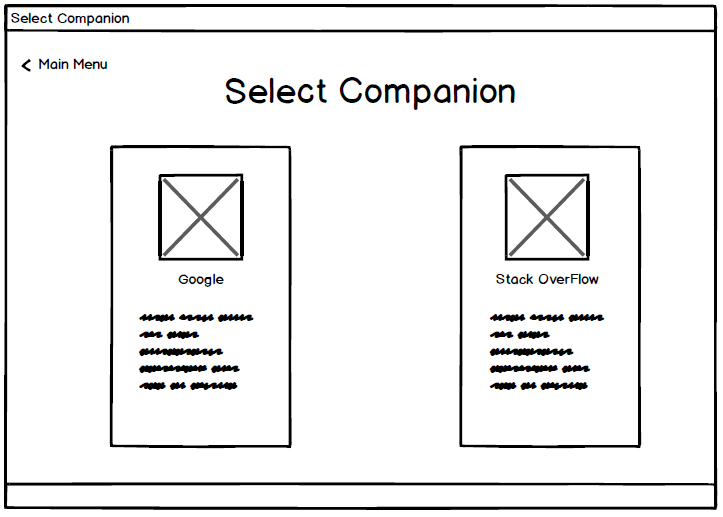 Select Companion
< Main Menu
Select Companion
Google
Stack OverFlow